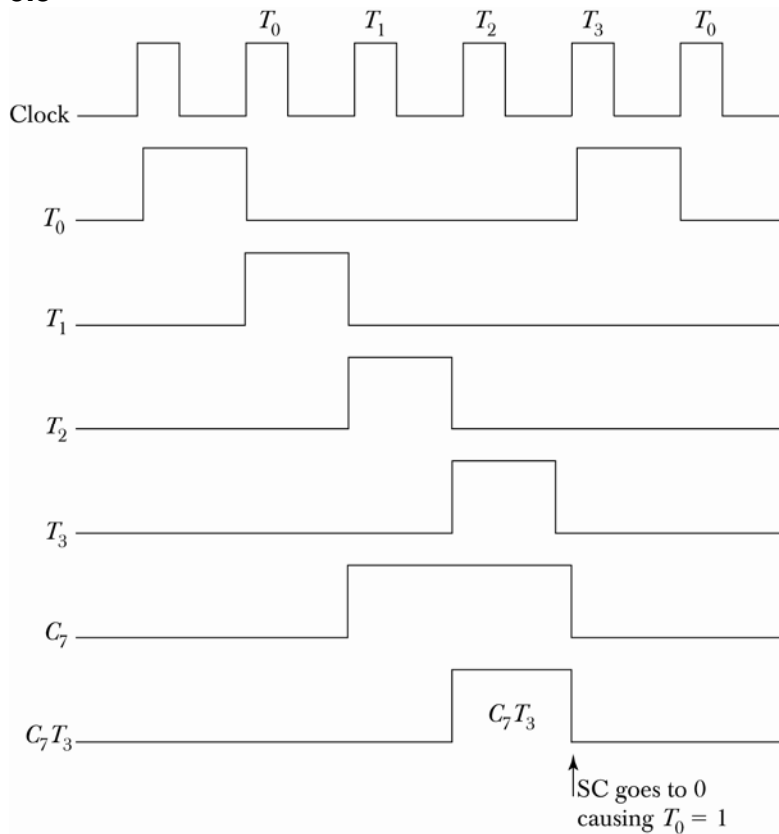 T₀ T₁ T₂ T₃ T₀
Clock
T₀
T₁
T₂
T₃
C₇
C₇T₃
C₇T₃
SC goes to 0
causing T₀ = 1